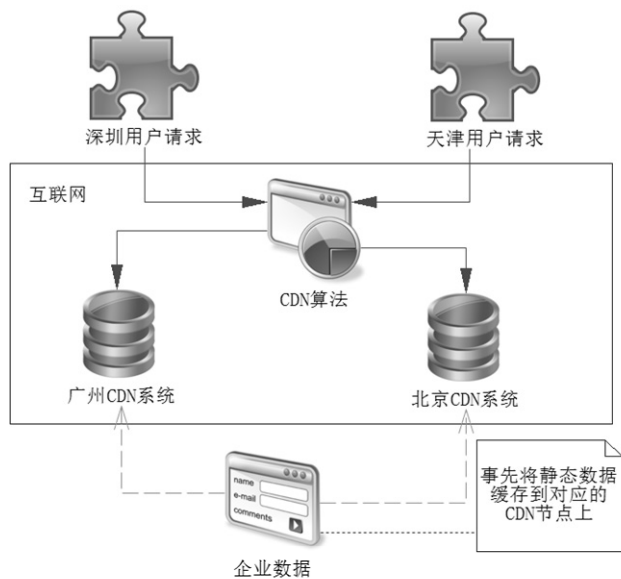 深圳用户请求
天津用户请求
互联网
CDN算法
广州CDN系统
北京CDN系统
name
e-mail
comments
企业数据
事先将静态数据
缓存到对应的
CDN节点上